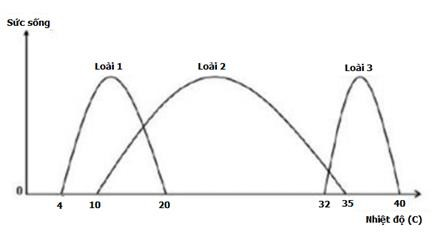 Sức sống
Loài 1
Loài 2
Loài 3
0
4
10
20
32
35
40
Nhiệt độ (C)